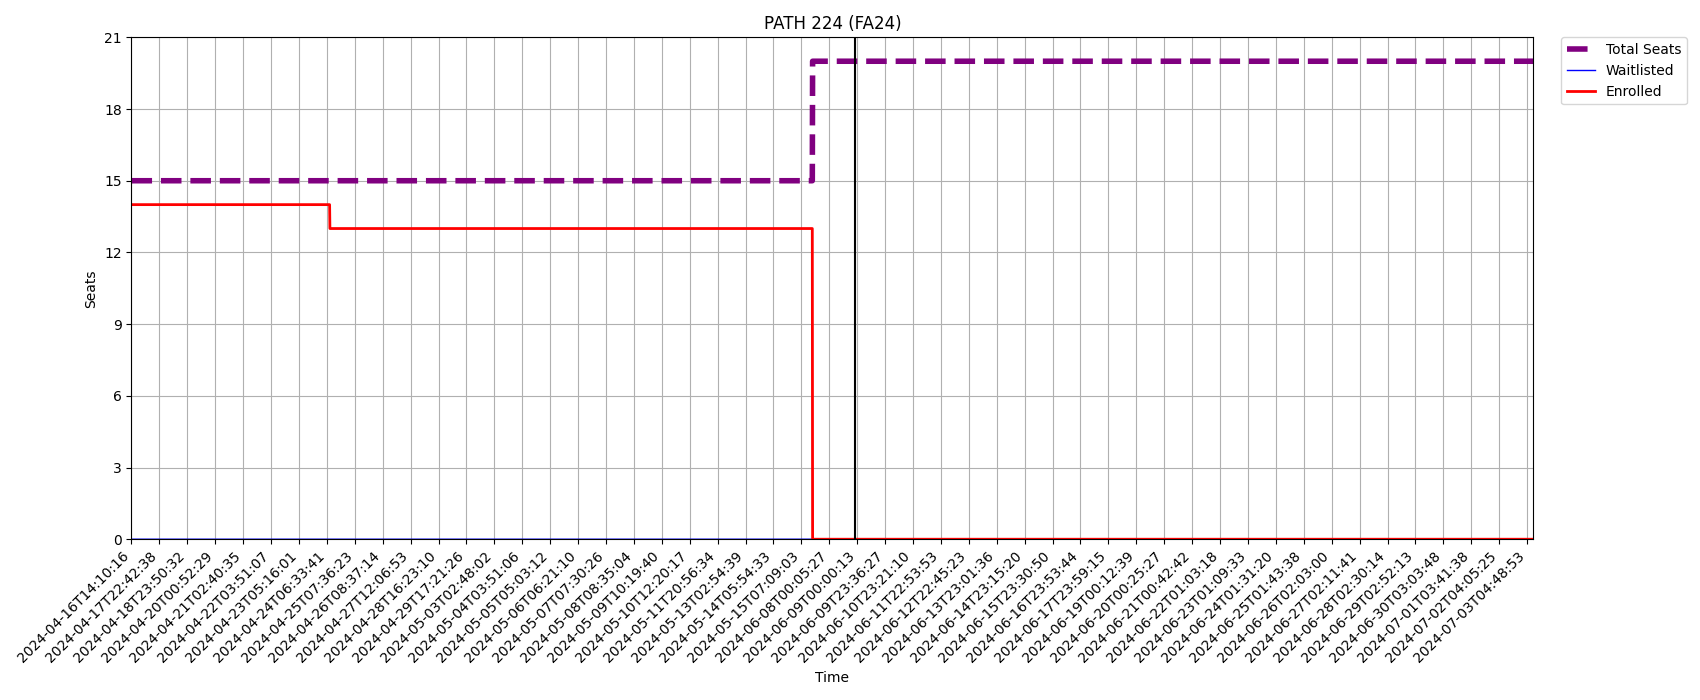 PATH 224 (FA24)
21
18
15
12
9
6
3
0
Seats
Total Seats
Waitlisted
Enrolled
2024-04-16T14:10:16
2024-04-17T22:42:38
2024-04-18T23:50:32
2024-04-20T00:52:29
2024-04-21T02:40:35
2024-04-22T03:51:07
2024-04-23T05:16:01
2024-04-24T06:33:41
2024-04-25T07:36:23
2024-04-26T08:37:14
2024-04-27T12:06:53
2024-04-28T16:23:10
2024-04-29T17:21:26
2024-05-03T02:48:02
2024-05-04T03:51:06
2024-05-05T05:03:12
2024-05-06T06:21:10
2024-05-07T07:30:26
2024-05-08T08:35:04
2024-05-09T10:19:40
2024-05-10T12:20:17
2024-05-11T20:56:34
2024-05-13T02:54:39
2024-05-14T05:54:33
2024-05-15T07:09:03
2024-06-08T00:05:27
2024-06-09T00:00:13
2024-06-09T23:36:27
2024-06-10T23:21:10
2024-06-11T22:53:53
2024-06-12T22:45:23
2024-06-13T23:01:36
2024-06-14T23:15:20
2024-06-15T23:30:50
2024-06-16T23:53:44
2024-06-17T23:59:15
2024-06-19T00:12:39
2024-06-20T00:25:27
2024-06-21T00:42:42
2024-06-22T01:03:18
2024-06-23T01:09:33
2024-06-24T01:31:20
2024-06-25T01:43:38
2024-06-26T02:03:00
2024-06-27T02:11:41
2024-06-28T02:30:14
2024-06-29T02:52:13
2024-06-30T03:03:48
2024-07-01T03:41:38
2024-07-02T04:05:25
2024-07-03T04:48:53
Time